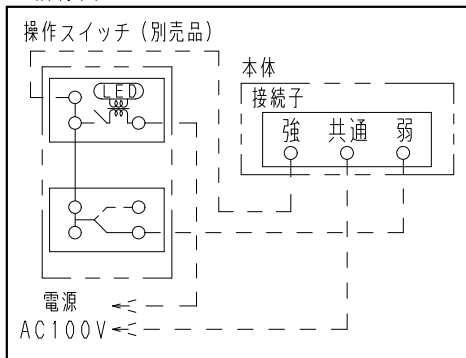 操作スイッチ(別売品)
LED
本体
接続子
強 共通 弱
電源
AC100V